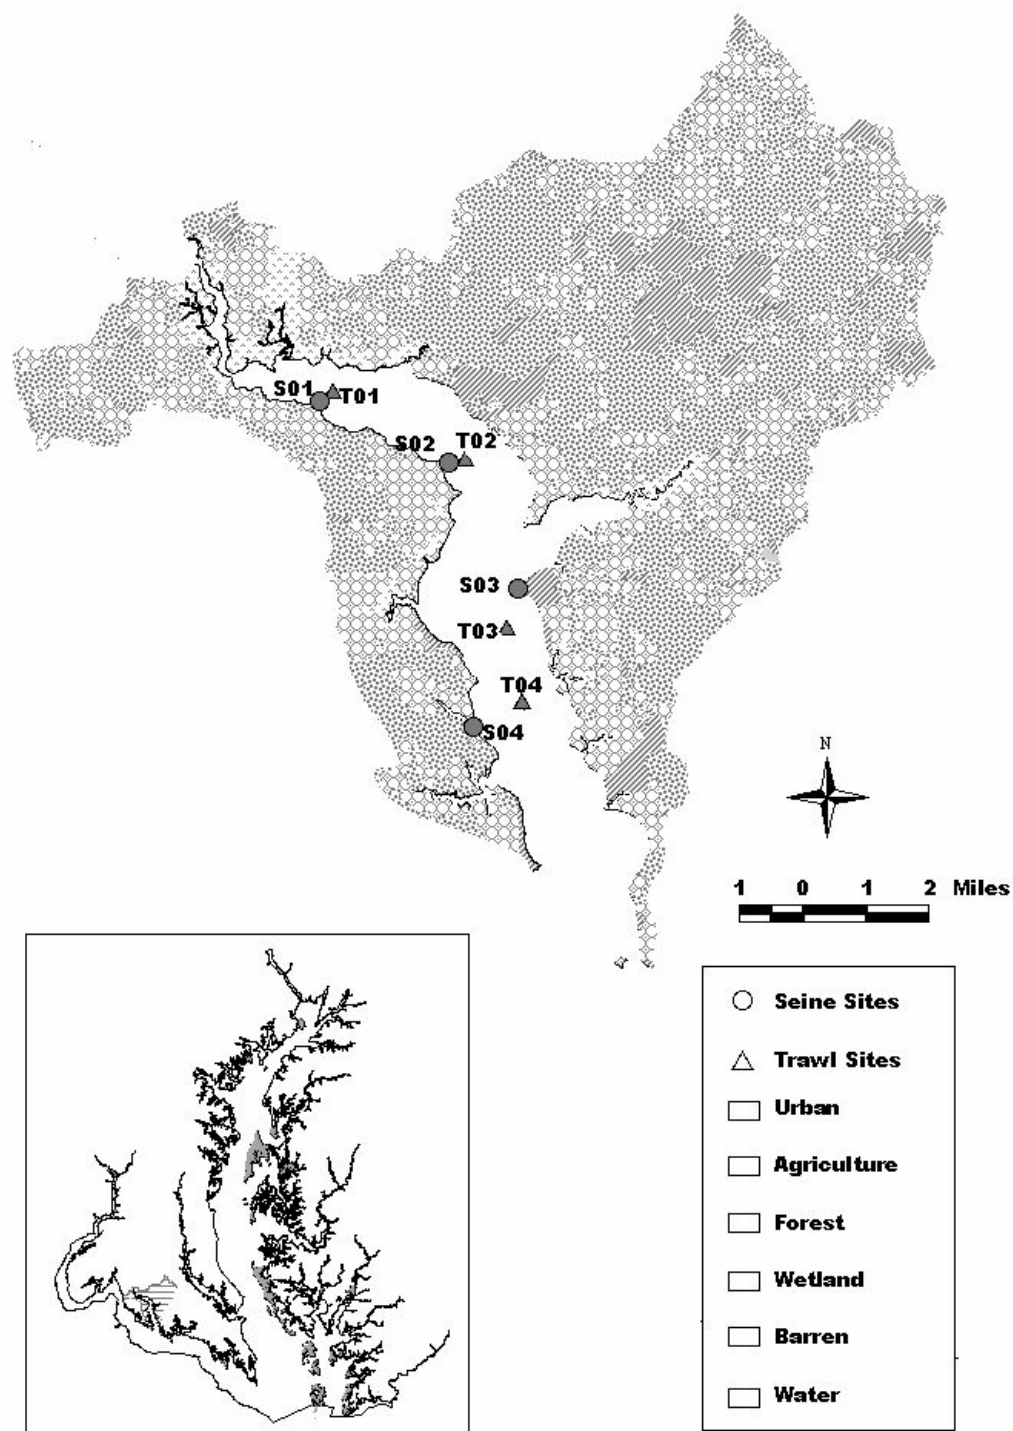 S01
T01
S02
T02
S03
T03
T04
S04
N
1 0 1 2 Miles
Seine Sites
Trawl Sites
Urban
Agriculture
Forest
Wetland
Barren
Water